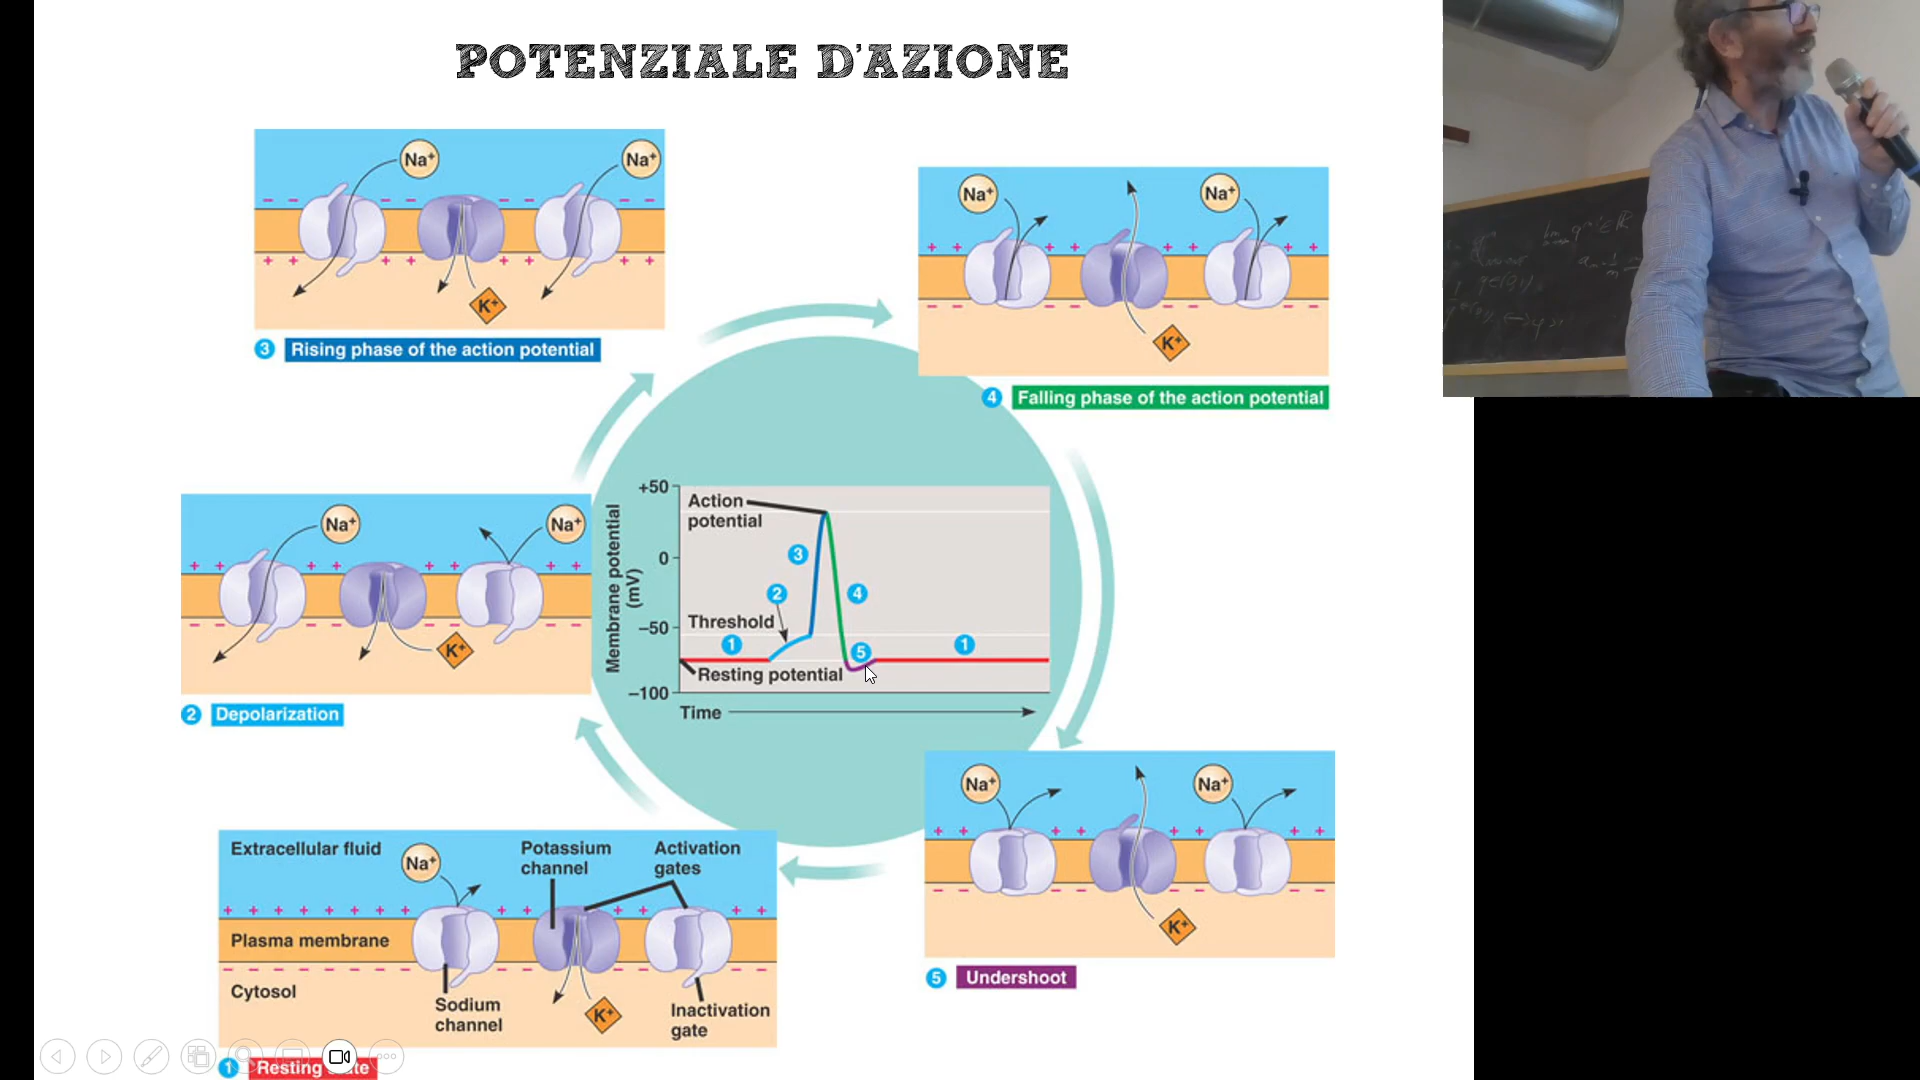 POTENZIALE D'AZIONE
Na⁺
Na⁺
K⁺
3 Rising phase of the action potential
Na⁺
Na⁺
K⁺
4 Falling phase of the action potential
Na⁺
Na⁺
K⁺
2 Depolarization
+50
0
−50
−100
Membrane potential
(mV)
Action
potential
3
2
4
Threshold
1
5
1
Resting potential
Time
Na⁺
Na⁺
K⁺
5 Undershoot
Extracellular fluid
Na⁺
Potassium
channel
Activation
gates
Plasma membrane
Cytosol
Sodium
channel
K⁺
Inactivation
gate
1 Resting